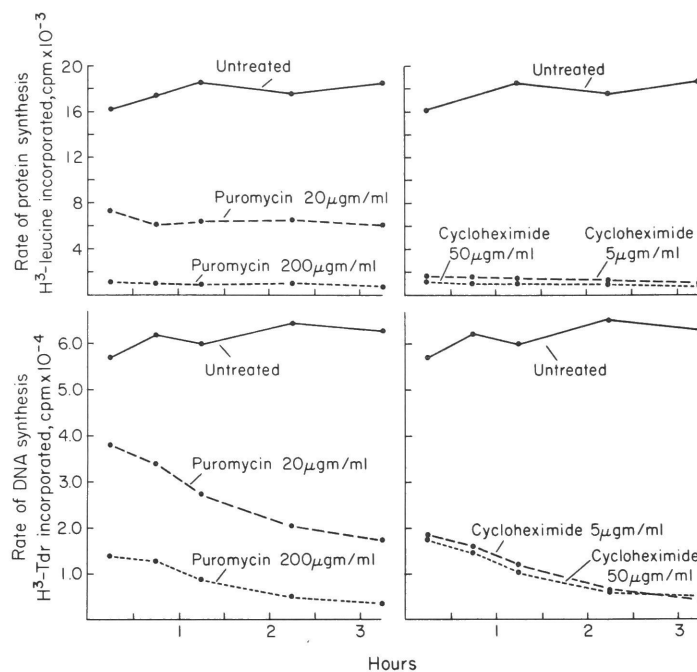 Rate of protein synthesis
H³-leucine incorporated, cpm x 10⁻³
20
16
12
8
4
Untreated
Puromycin 20μgm/ml
Puromycin 200μgm/ml
Untreated
Cycloheximide
50μgm/ml
Cycloheximide
5μgm/ml
Rate of DNA synthesis
H³-Tdr incorporated, cpm x 10⁻⁴
6.0
4.0
3.0
2.0
1.0
Untreated
Puromycin 20μgm/ml
Puromycin 200μgm/ml
1 2 3
Untreated
Cycloheximide 5μgm/ml
Cycloheximide
50μgm/ml
1 2 3
Hours